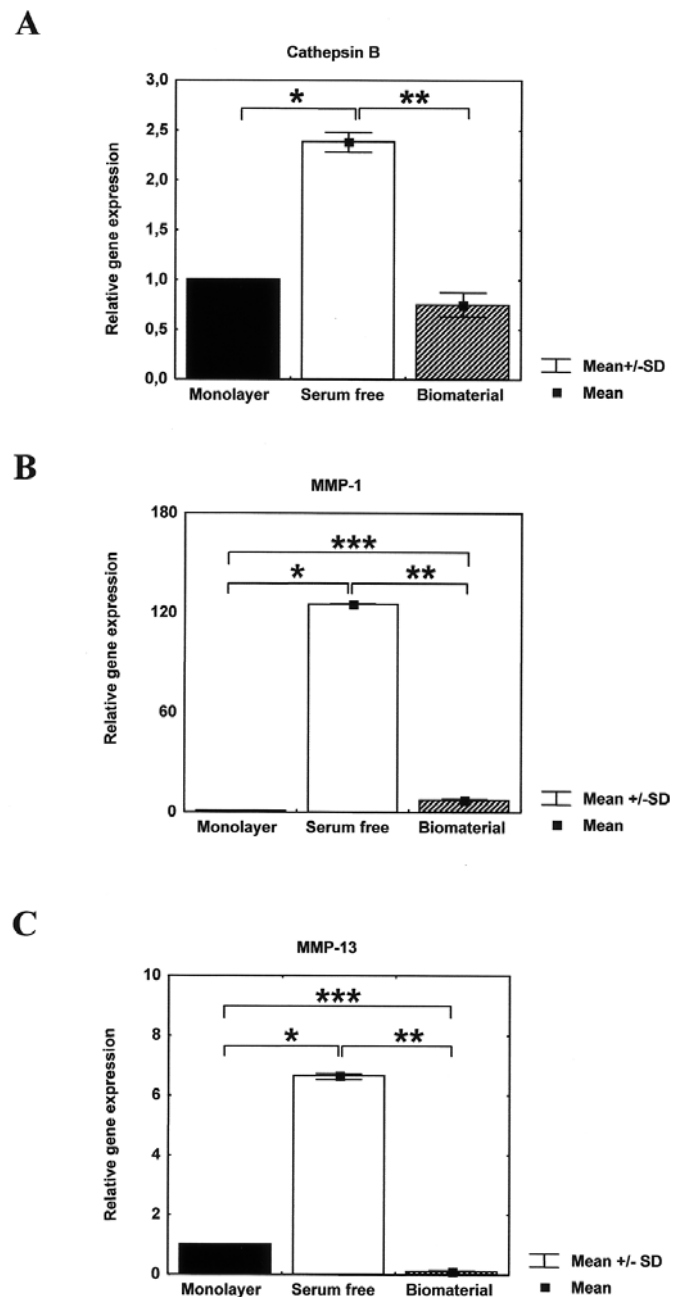 A
Cathepsin B
3,0
* **
2,5
2,0
1,5
1,0
0,5
0,0
Relative gene expression
Monolayer Serum free Biomaterial
Mean+/-SD
Mean
B
MMP-1
180
***
* **
120
60
0
Relative gene expression
Monolayer Serum free Biomaterial
Mean +/-SD
Mean
C
MMP-13
10
***
8
* **
6
4
2
0
Relative gene expression
Monolayer Serum free Biomaterial
Mean +/- SD
Mean